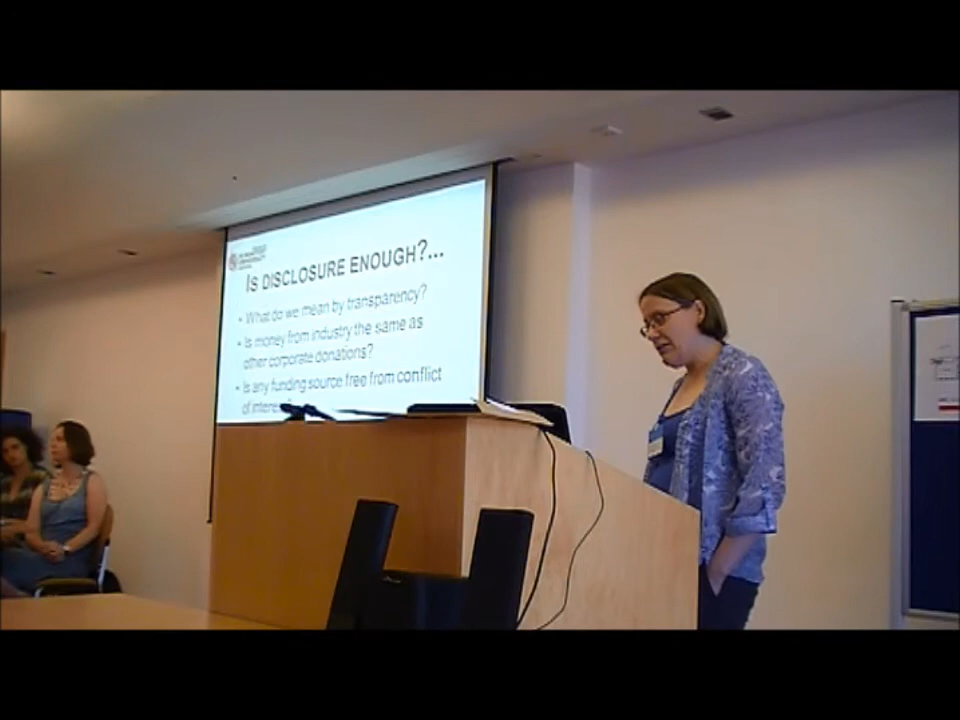 IS DISCLOSURE ENOUGH?...
• What do we mean by transparency?
• Is money from industry the same as
other corporate donations?
• Is any funding source free from conflict
of